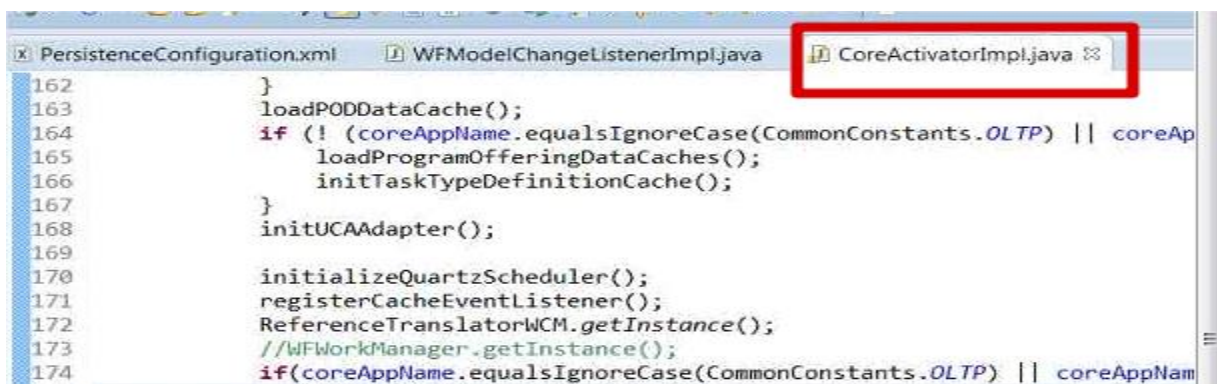 PersistenceConfiguration.xml WFModelChangeListenerImpl.java CoreActivatorImpl.java
162 }
163 loadPODDataCache();
164 if (! (coreAppName.equalsIgnoreCase(CommonConstants.OLTP) || coreAp
165 loadProgramOfferingDataCaches();
166 initTaskTypeDefinitionCache();
167 }
168 initUCAAdapter();
169
170 initializeQuartzScheduler();
171 registerCacheEventListener();
172 ReferenceTranslatorWCM.getInstance();
173 //WFWorkManager.getInstance();
174 if(coreAppName.equalsIgnoreCase(CommonConstants.OLTP) || coreAppNam